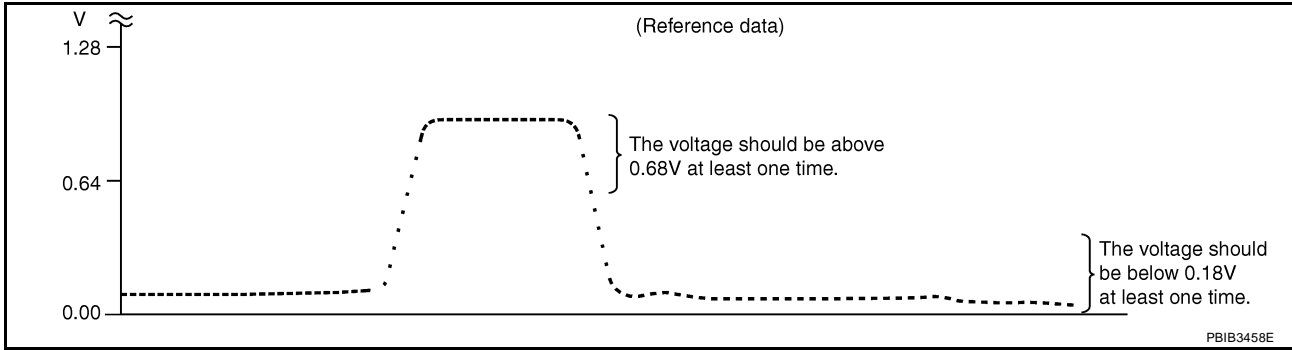 V
(Reference data)
1.28
The voltage should be above
0.68V at least one time.
0.64
The voltage should
be below 0.18V
at least one time.
0.00
PBIB3458E